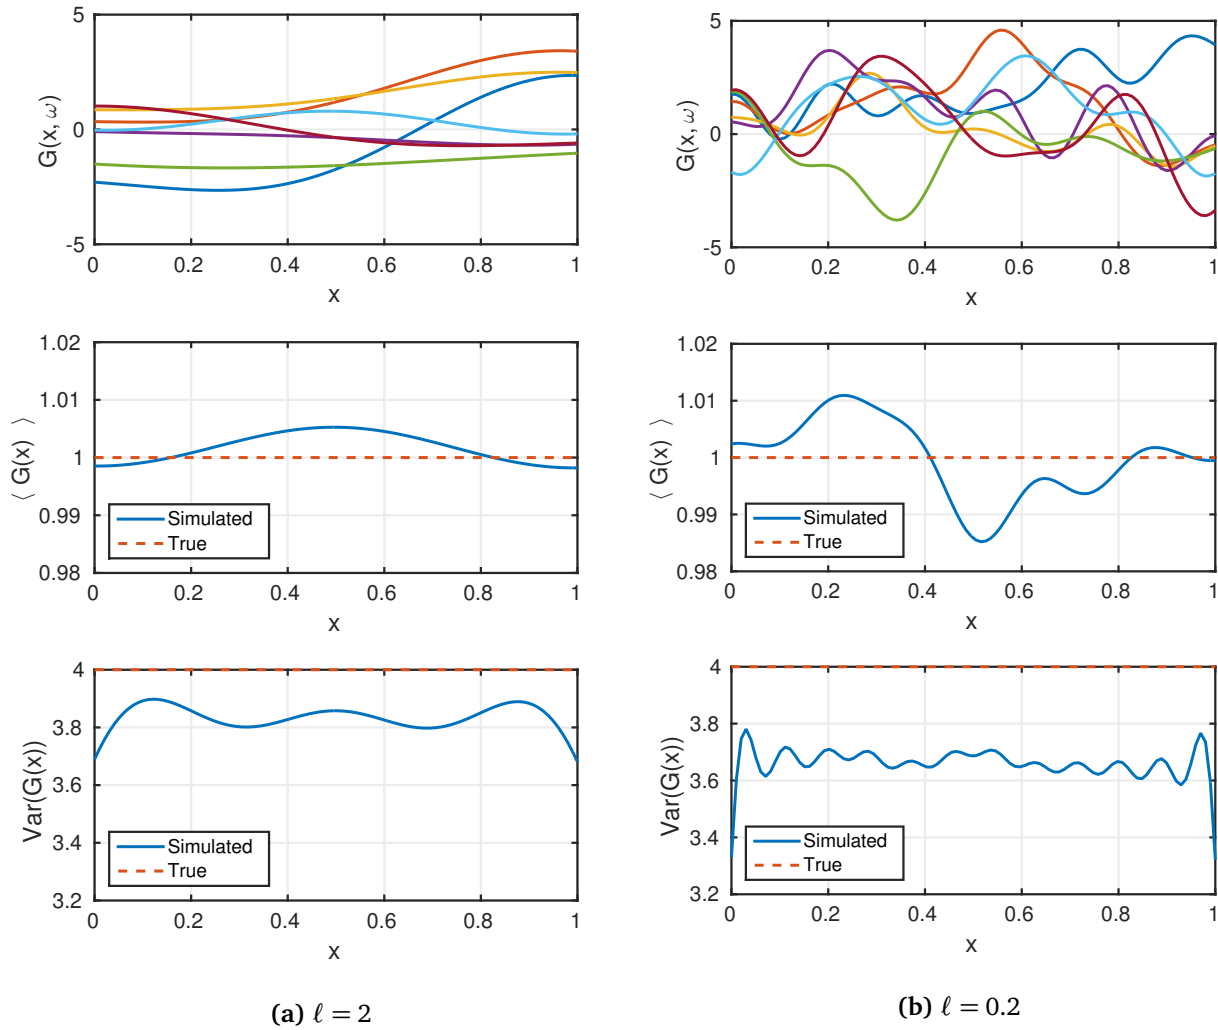 5
0
-5
G(x, ω)
0 0.2 0.4 0.6 0.8 1
x
1.02
1.01
1
0.99
0.98
⟨ G(x) ⟩
Simulated
True
0 0.2 0.4 0.6 0.8 1
x
4
3.8
3.6
3.4
3.2
Var(G(x))
Simulated
True
0 0.2 0.4 0.6 0.8 1
x
(a) ℓ = 2
5
0
-5
G(x, ω)
0 0.2 0.4 0.6 0.8 1
x
1.02
1.01
1
0.99
0.98
⟨ G(x) ⟩
Simulated
True
0 0.2 0.4 0.6 0.8 1
x
4
3.8
3.6
3.4
3.2
Var(G(x))
Simulated
True
0 0.2 0.4 0.6 0.8 1
x
(b) ℓ = 0.2